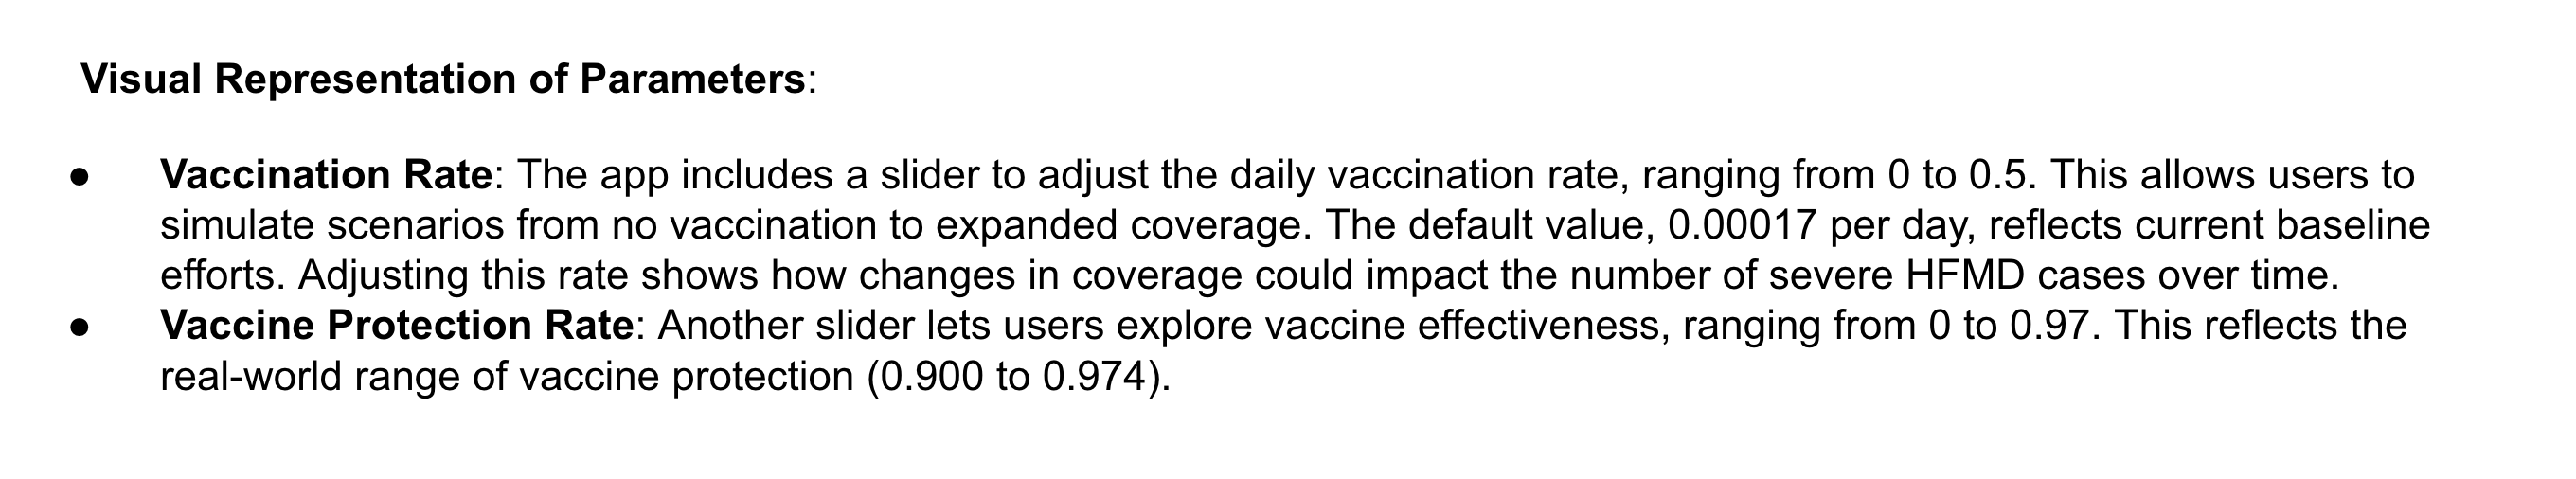 Visual Representation of Parameters:
● Vaccination Rate: The app includes a slider to adjust the daily vaccination rate, ranging from 0 to 0.5. This allows users to
simulate scenarios from no vaccination to expanded coverage. The default value, 0.00017 per day, reflects current baseline
efforts. Adjusting this rate shows how changes in coverage could impact the number of severe HFMD cases over time.
● Vaccine Protection Rate: Another slider lets users explore vaccine effectiveness, ranging from 0 to 0.97. This reflects the
real-world range of vaccine protection (0.900 to 0.974).